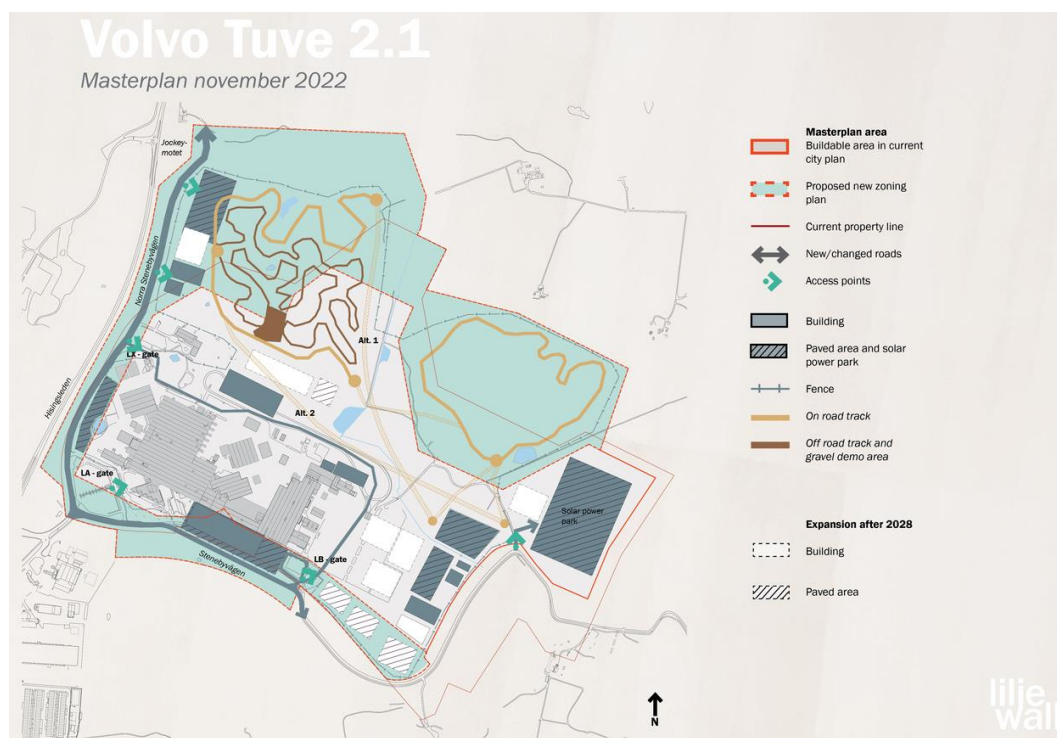 Volvo Tuve 2.1
Masterplan november 2022
Jockey-
motet
Norra Stenebyvägen
Hisingsleden
LX - gate
Alt. 1
Alt. 2
LA - gate
Stenebyvägen
LB - gate
Solar power
park
N
Masterplan area
Buildable area in current
city plan
Proposed new zoning
plan
Current property line
New/changed roads
Access points
Building
Paved area and solar
power park
Fence
On road track
Off road track and
gravel demo area
Expansion after 2028
Building
Paved area
lilje
wall